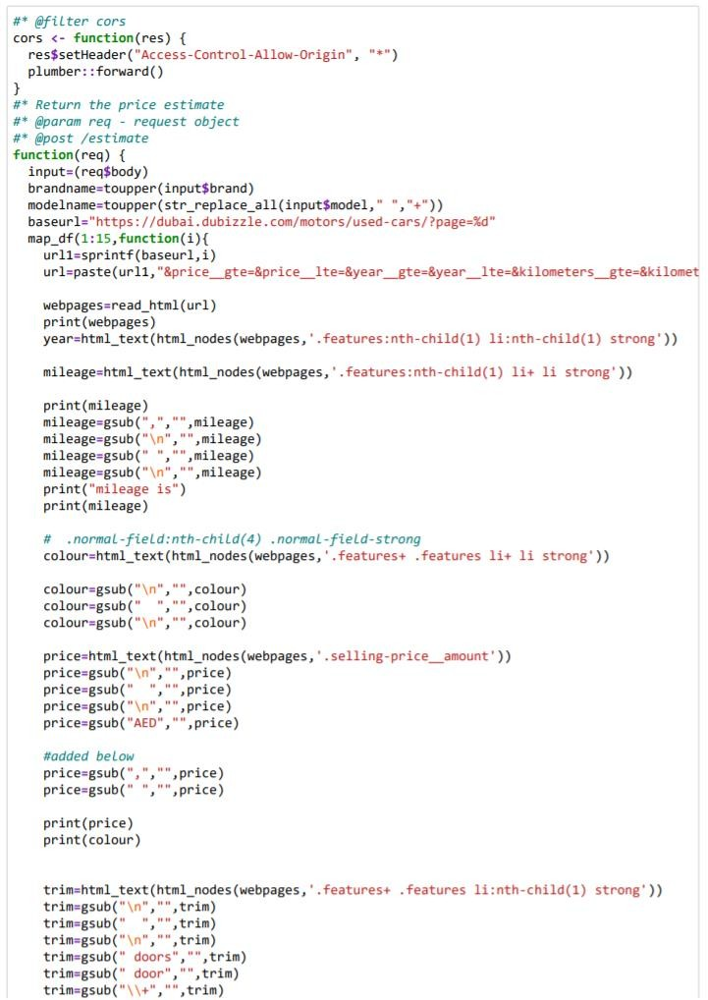 #* @filter cors
cors <- function(res) {
  res$setHeader("Access-Control-Allow-Origin", "*")
  plumber::forward()
}
#* Return the price estimate
#* @param req - request object
#* @post /estimate
function(req) {
  input=(req$body)
  brandname=toupper(input$brand)
  modelname=toupper(str_replace_all(input$model," ","+"))
  baseurl="https://dubai.dubizzle.com/motors/used-cars/?page=%d"
  map_df(1:15,function(i){
    url1=sprintf(baseurl,i)
    url=paste(url1,"&price__gte=&price__lte=&year__gte=&year__lte=&kilometers__gte=&kilomet

    webpages=read_html(url)
    print(webpages)
    year=html_text(html_nodes(webpages,'.features:nth-child(1) li:nth-child(1) strong'))

    mileage=html_text(html_nodes(webpages,'.features:nth-child(1) li+ li strong'))

    print(mileage)
    mileage=gsub(",","",mileage)
    mileage=gsub("\n","",mileage)
    mileage=gsub(" ","",mileage)
    mileage=gsub("\n","",mileage)
    print("mileage is")
    print(mileage)

    #  .normal-field:nth-child(4) .normal-field-strong
    colour=html_text(html_nodes(webpages,'.features+ .features li+ li strong'))

    colour=gsub("\n","",colour)
    colour=gsub("  ","",colour)
    colour=gsub("\n","",colour)

    price=html_text(html_nodes(webpages,'.selling-price__amount'))
    price=gsub("\n","",price)
    price=gsub("  ","",price)
    price=gsub("\n","",price)
    price=gsub("AED","",price)

    #added below
    price=gsub(",","",price)
    price=gsub(" ","",price)

    print(price)
    print(colour)


    trim=html_text(html_nodes(webpages,'.features+ .features li:nth-child(1) strong'))
    trim=gsub("\n","",trim)
    trim=gsub("  ","",trim)
    trim=gsub("\n","",trim)
    trim=gsub(" doors","",trim)
    trim=gsub(" door","",trim)
    trim=gsub("\\+","",trim)